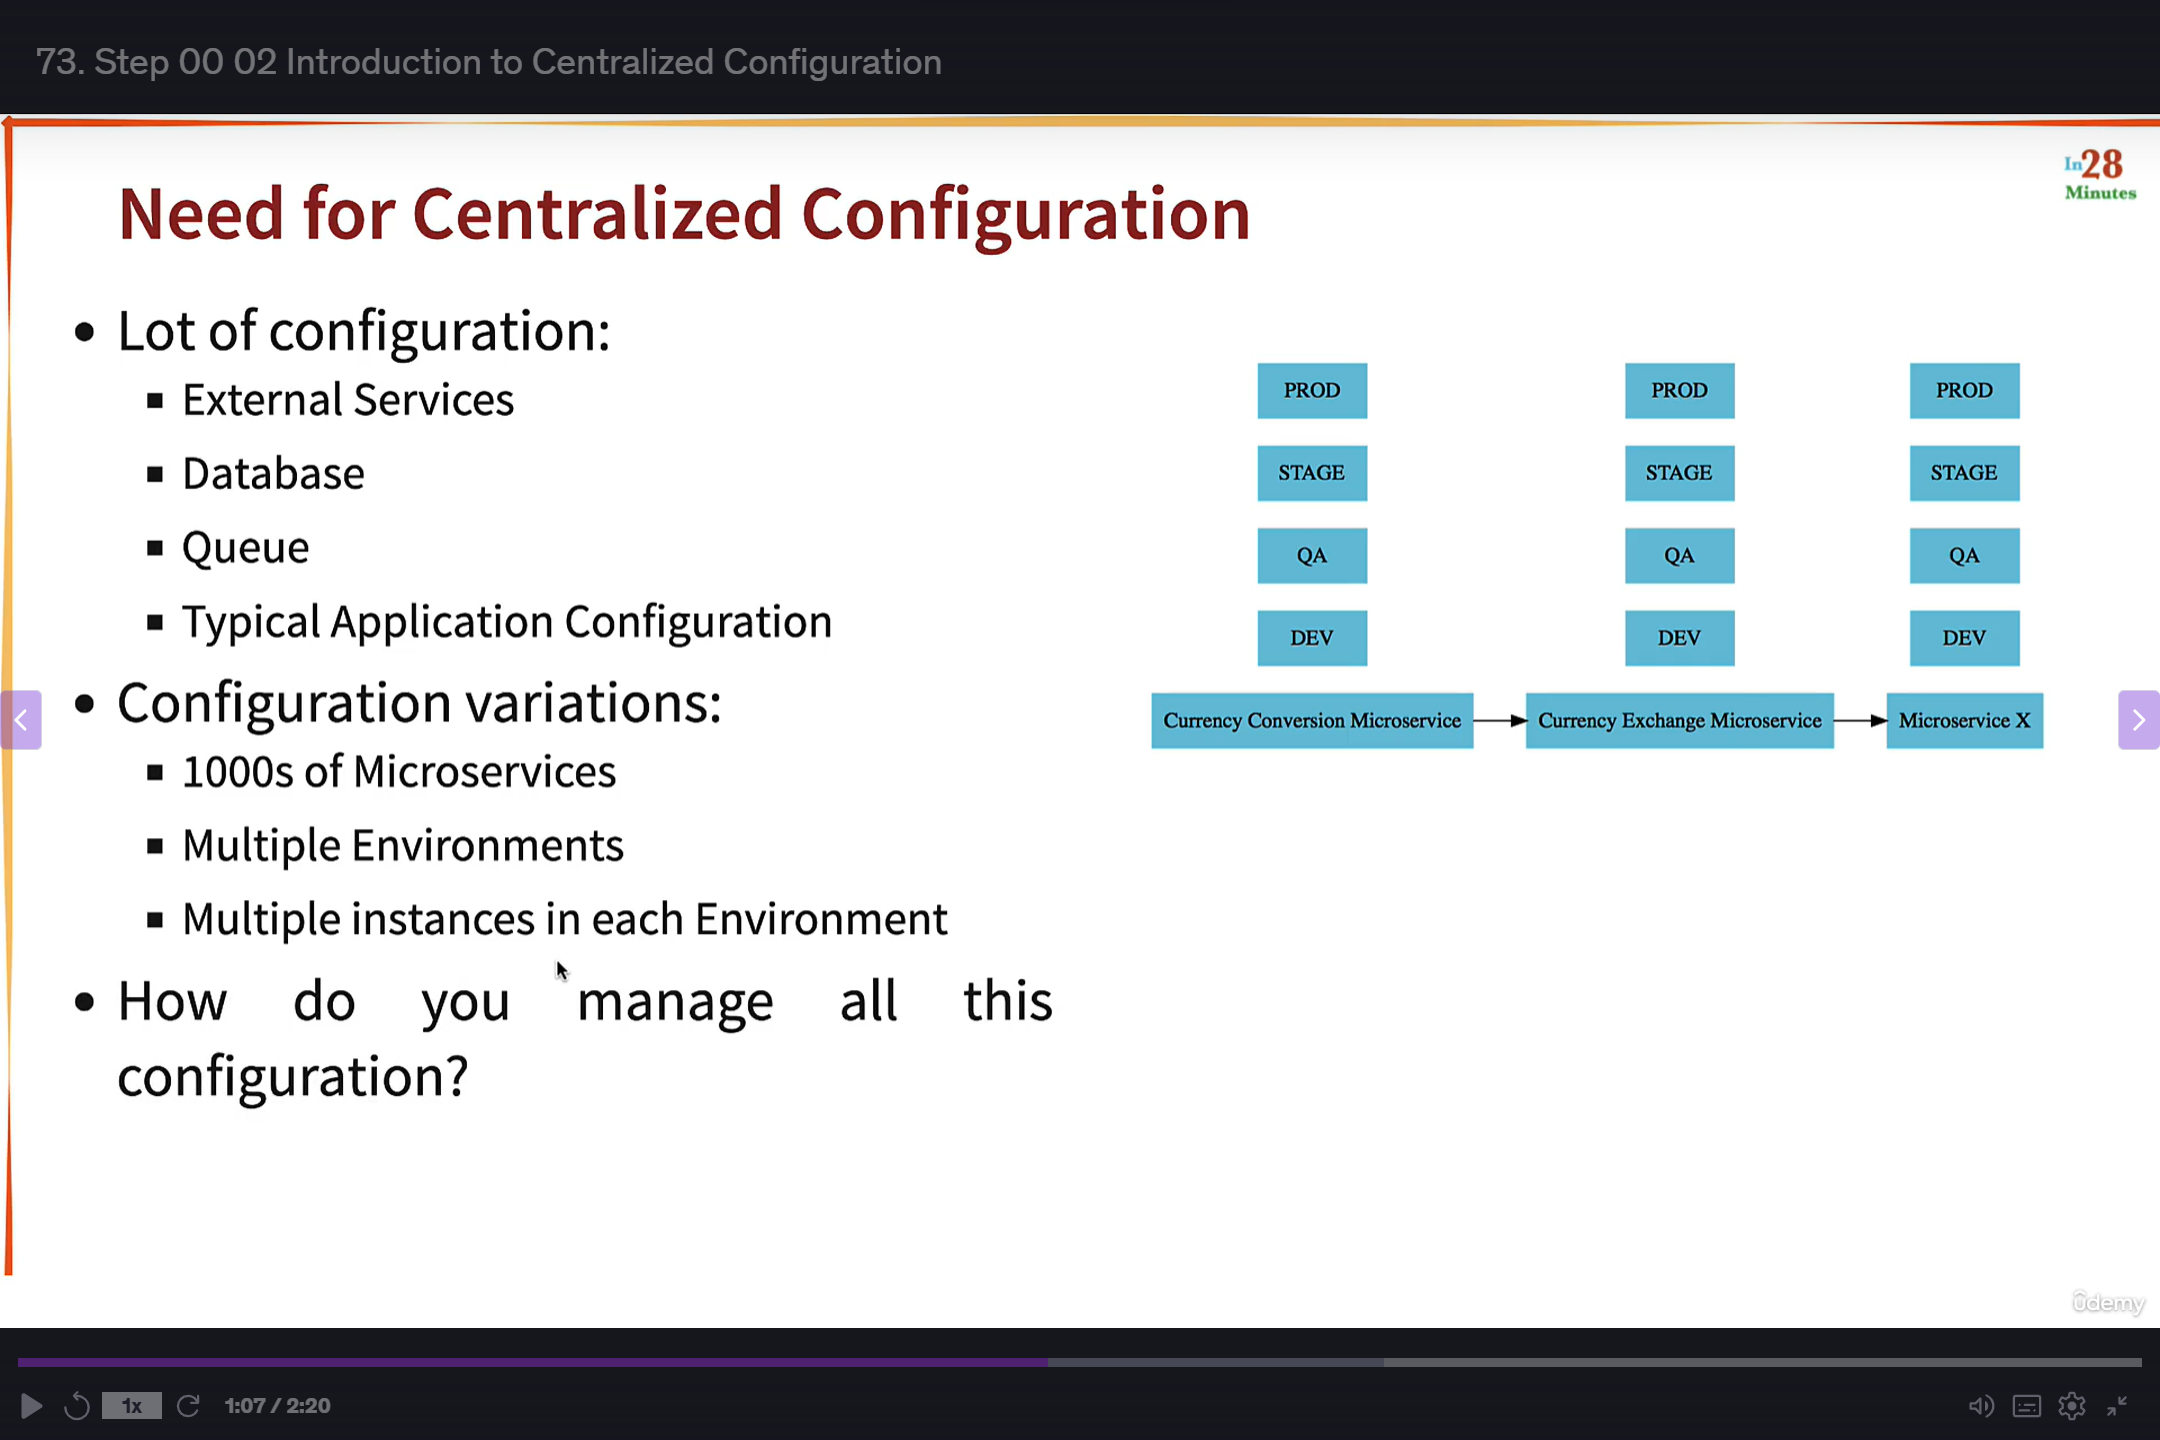 73. Step 00 02 Introduction to Centralized Configuration
In28
Minutes
Need for Centralized Configuration
Lot of configuration:
External Services
Database
Queue
Typical Application Configuration
Configuration variations:
1000s of Microservices
Multiple Environments
Multiple instances in each Environment
How do you manage all this
configuration?
PROD PROD PROD
STAGE STAGE STAGE
QA QA QA
DEV DEV DEV
Currency Conversion Microservice Currency Exchange Microservice Microservice X
ûdemy
1x 1:07 / 2:20